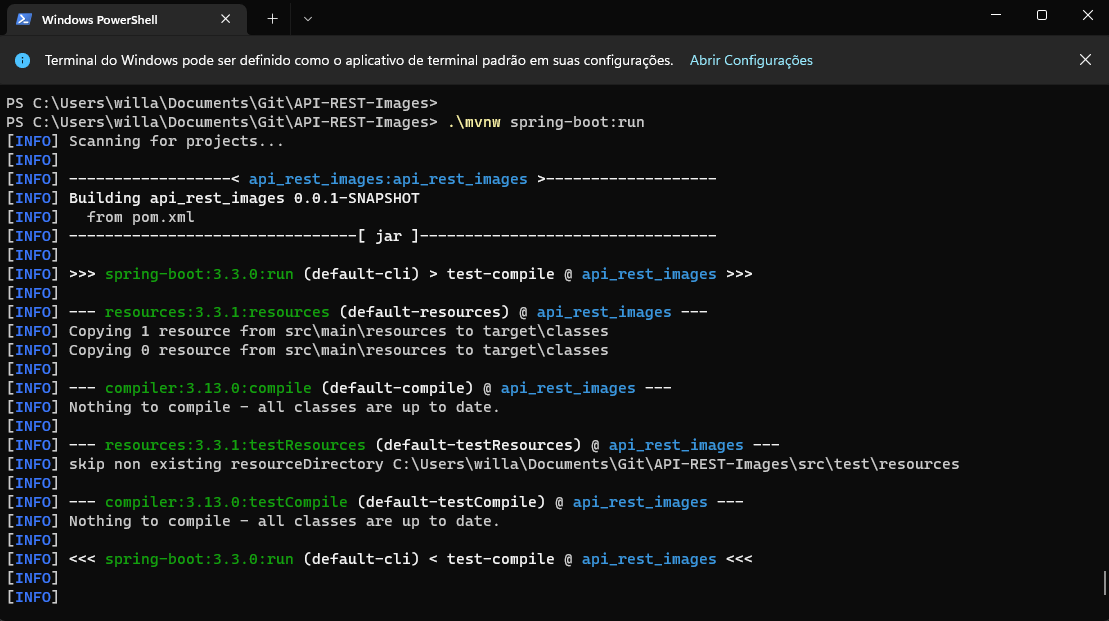 Windows PowerShell
Terminal do Windows pode ser definido como o aplicativo de terminal padrão em suas configurações. Abrir Configurações
PS C:\Users\willa\Documents\Git\API-REST-Images>
PS C:\Users\willa\Documents\Git\API-REST-Images> .\mvnw spring-boot:run
[INFO] Scanning for projects...
[INFO]
[INFO] ------------------< api_rest_images:api_rest_images >-------------------
[INFO] Building api_rest_images 0.0.1-SNAPSHOT
[INFO]   from pom.xml
[INFO] --------------------------------[ jar ]---------------------------------
[INFO]
[INFO] >>> spring-boot:3.3.0:run (default-cli) > test-compile @ api_rest_images >>>
[INFO]
[INFO] --- resources:3.3.1:resources (default-resources) @ api_rest_images ---
[INFO] Copying 1 resource from src\main\resources to target\classes
[INFO] Copying 0 resource from src\main\resources to target\classes
[INFO]
[INFO] --- compiler:3.13.0:compile (default-compile) @ api_rest_images ---
[INFO] Nothing to compile - all classes are up to date.
[INFO]
[INFO] --- resources:3.3.1:testResources (default-testResources) @ api_rest_images ---
[INFO] skip non existing resourceDirectory C:\Users\willa\Documents\Git\API-REST-Images\src\test\resources
[INFO]
[INFO] --- compiler:3.13.0:testCompile (default-testCompile) @ api_rest_images ---
[INFO] Nothing to compile - all classes are up to date.
[INFO]
[INFO] <<< spring-boot:3.3.0:run (default-cli) < test-compile @ api_rest_images <<<
[INFO]
[INFO]